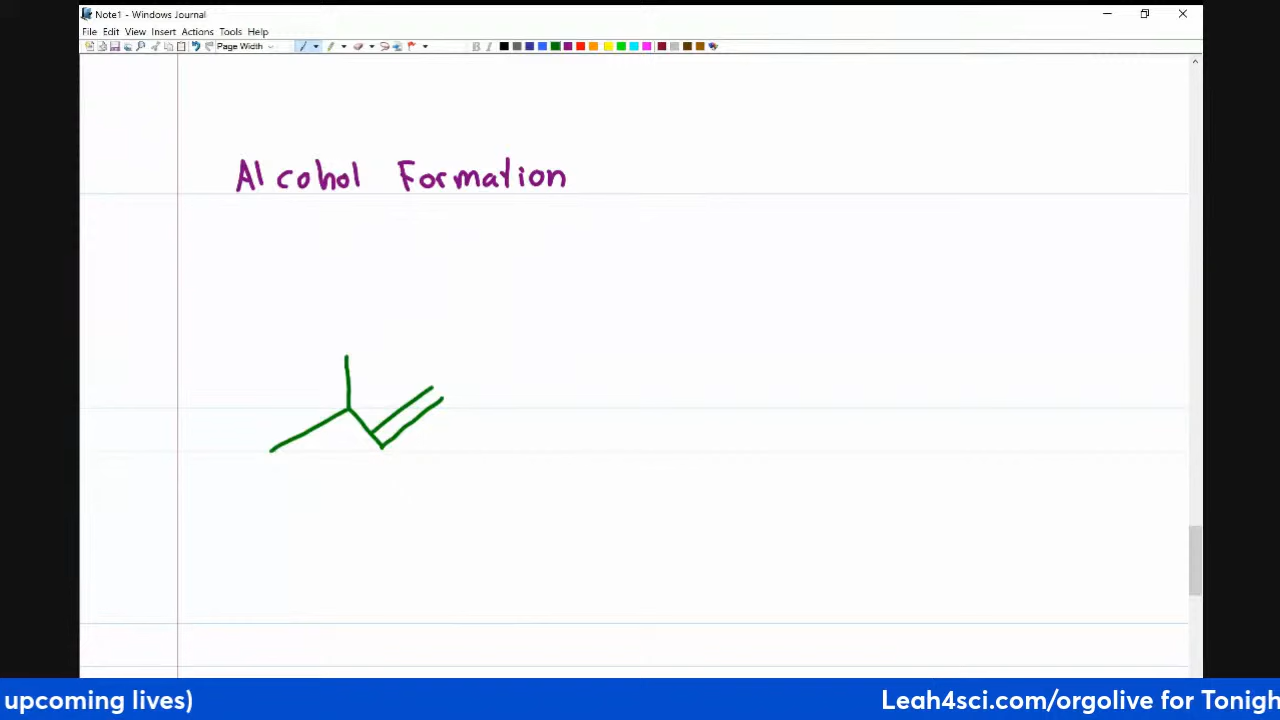 Note1 - Windows Journal
File Edit View Insert Actions Tools Help
Page Width
B I
Alcohol Formation
upcoming lives)
Leah4sci.com/orgolive for Tonigh